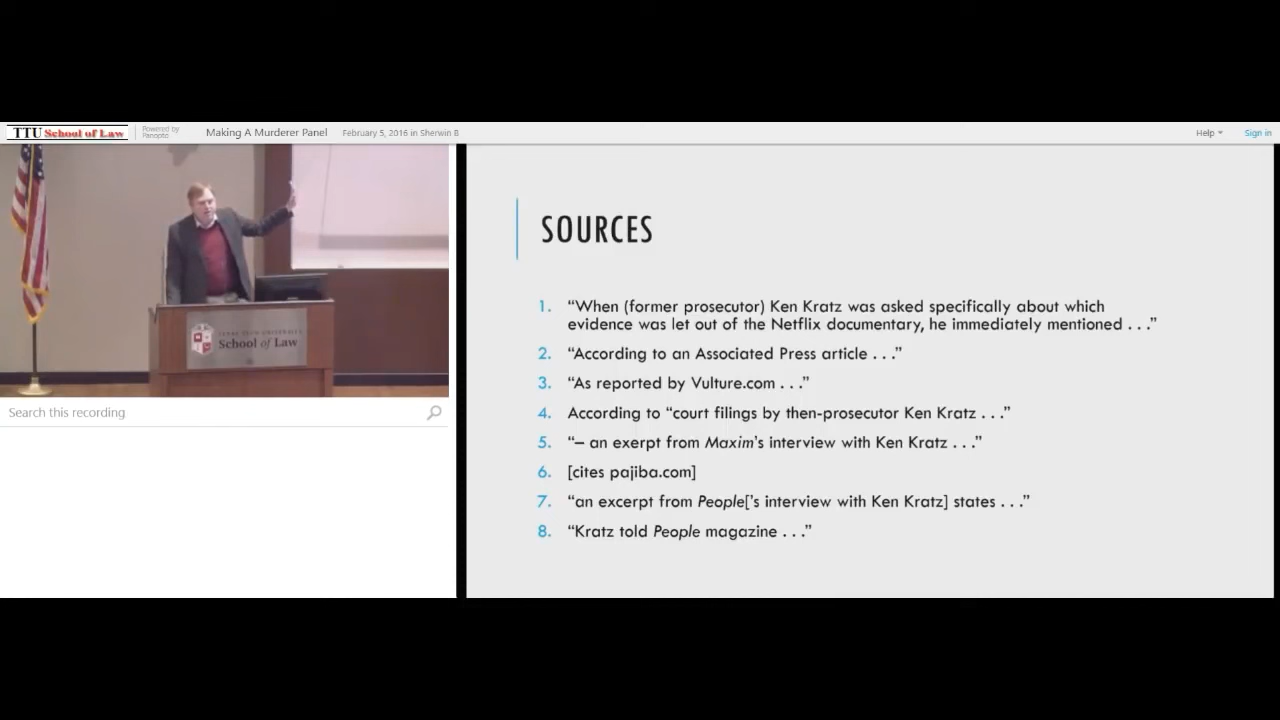 TTU School of Law
Powered by
Panopto
Making A Murderer Panel
February 5, 2016 in Sherwin B
Help
Sign in
School of Law
Search this recording
SOURCES
1. “When (former prosecutor) Ken Kratz was asked specifically about which
evidence was let out of the Netflix documentary, he immediately mentioned . . .”
2. “According to an Associated Press article . . .”
3. “As reported by Vulture.com . . .”
4. According to “court filings by then-prosecutor Ken Kratz . . .”
5. “– an exerpt from Maxim’s interview with Ken Kratz . . .”
6. [cites pajiba.com]
7. “an excerpt from People[’s interview with Ken Kratz] states . . .”
8. “Kratz told People magazine . . .”